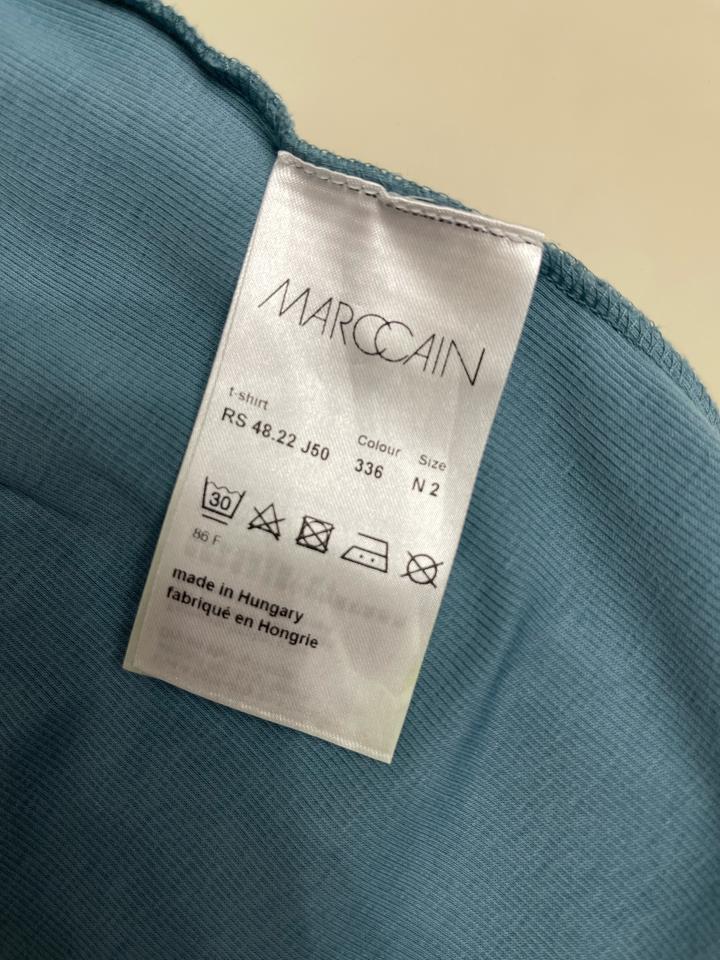 MARCCAIN
t-shirt
RS 48.22 J50
Colour
336
Size
N 2
30
86 F
made in Hungary
fabriqué en Hongrie